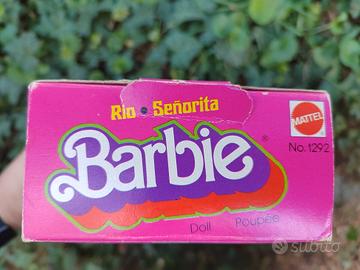 Rio Señorita
Barbie®
MATTEL
No. 1292
Doll Poupée
subito